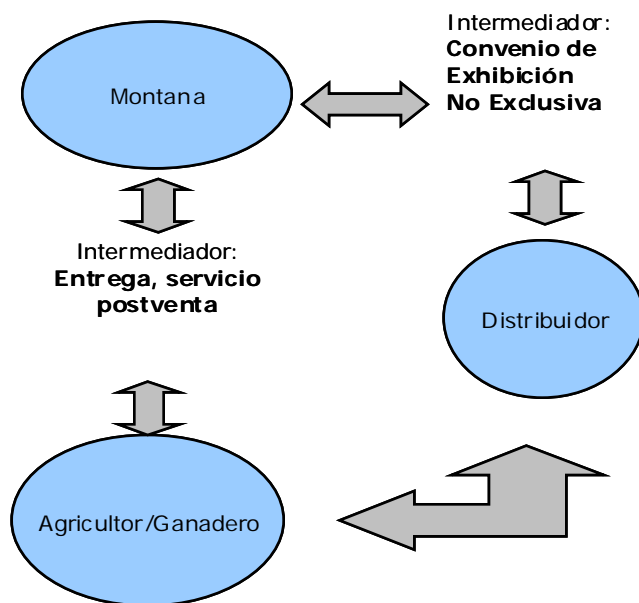 Montana
Intermediador:
Convenio de
Exhibición
No Exclusiva
Intermediador:
Entrega, servicio
postventa
Distribuidor
Agricultor/Ganadero